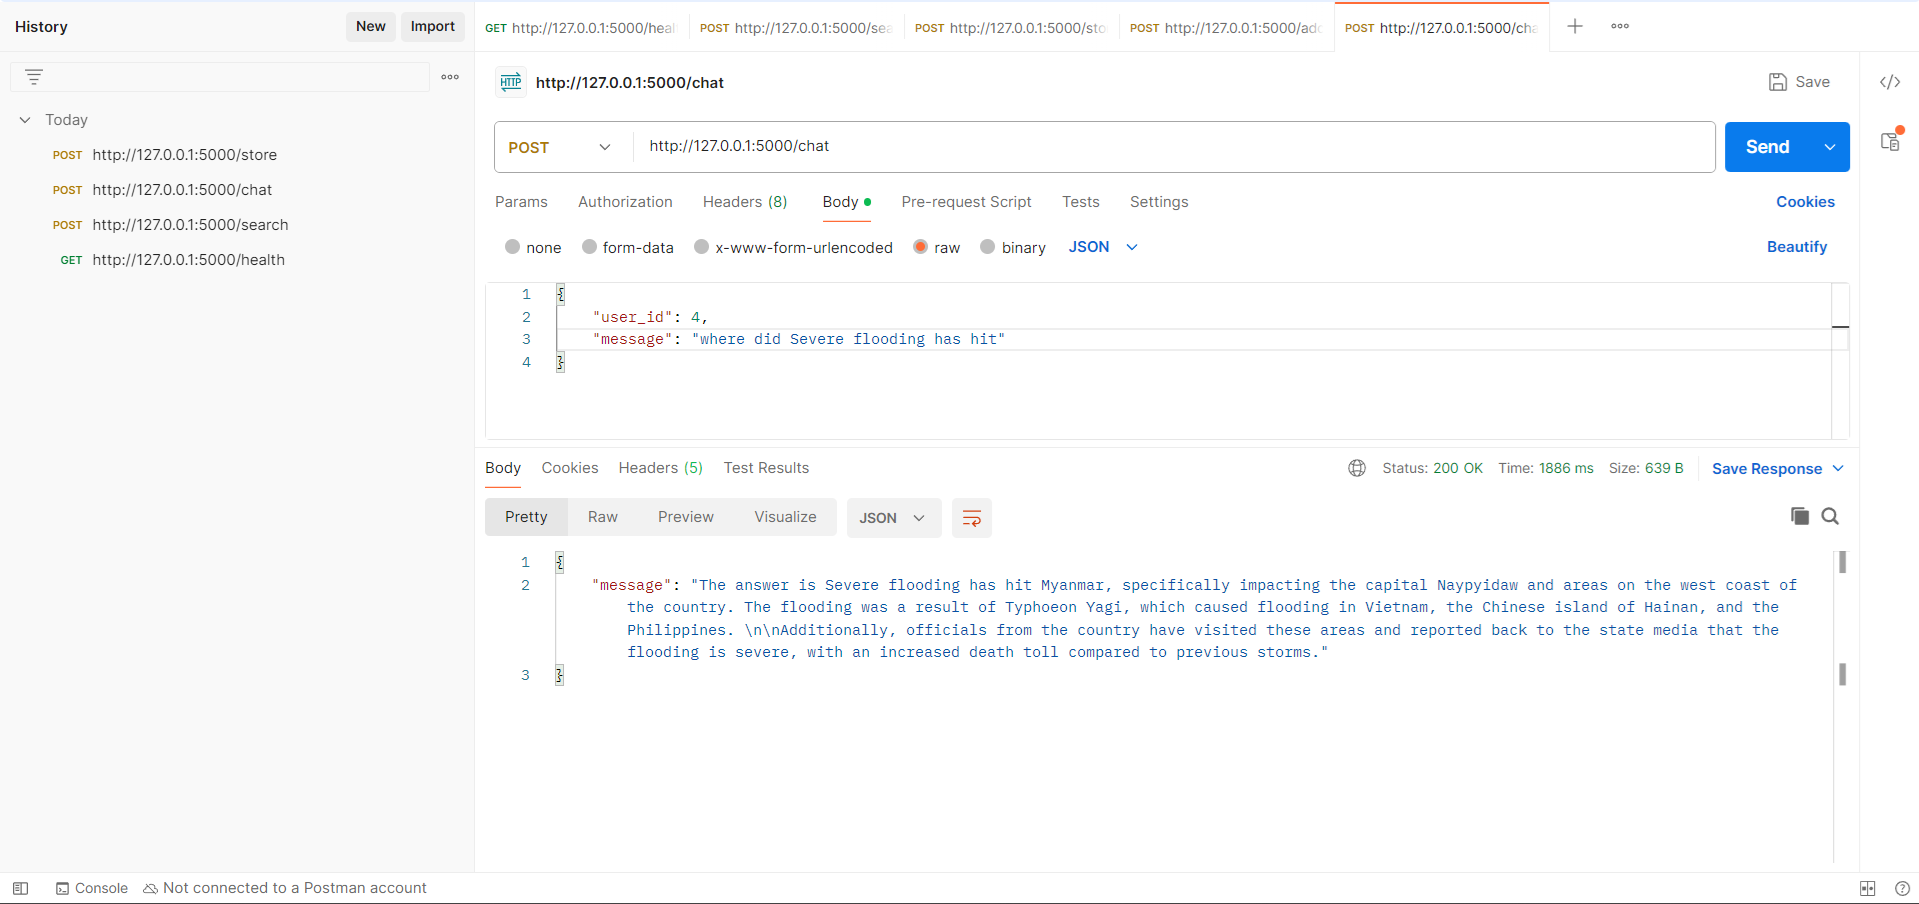 History
New
Import
GET http://127.0.0.1:5000/heal
POST http://127.0.0.1:5000/sea
POST http://127.0.0.1:5000/sto
POST http://127.0.0.1:5000/add
POST http://127.0.0.1:5000/cha
HTTP http://127.0.0.1:5000/chat
Save
Today
POST http://127.0.0.1:5000/store
POST http://127.0.0.1:5000/chat
POST http://127.0.0.1:5000/search
GET http://127.0.0.1:5000/health
POST http://127.0.0.1:5000/chat
Send
Params Authorization Headers (8) Body Pre-request Script Tests Settings
Cookies
none form-data x-www-form-urlencoded raw binary JSON
Beautify
1 {
2 "user_id": 4,
3 "message": "where did Severe flooding has hit"
4 }
Body Cookies Headers (5) Test Results
Status: 200 OK Time: 1886 ms Size: 639 B
Save Response
Pretty Raw Preview Visualize JSON
1 {
2 "message": "The answer is Severe flooding has hit Myanmar, specifically impacting the capital Naypyidaw and areas on the west coast of
the country. The flooding was a result of Typhoeon Yagi, which caused flooding in Vietnam, the Chinese island of Hainan, and the
Philippines. \n\nAdditionally, officials from the country have visited these areas and reported back to the state media that the
flooding is severe, with an increased death toll compared to previous storms."
3 }
Console Not connected to a Postman account